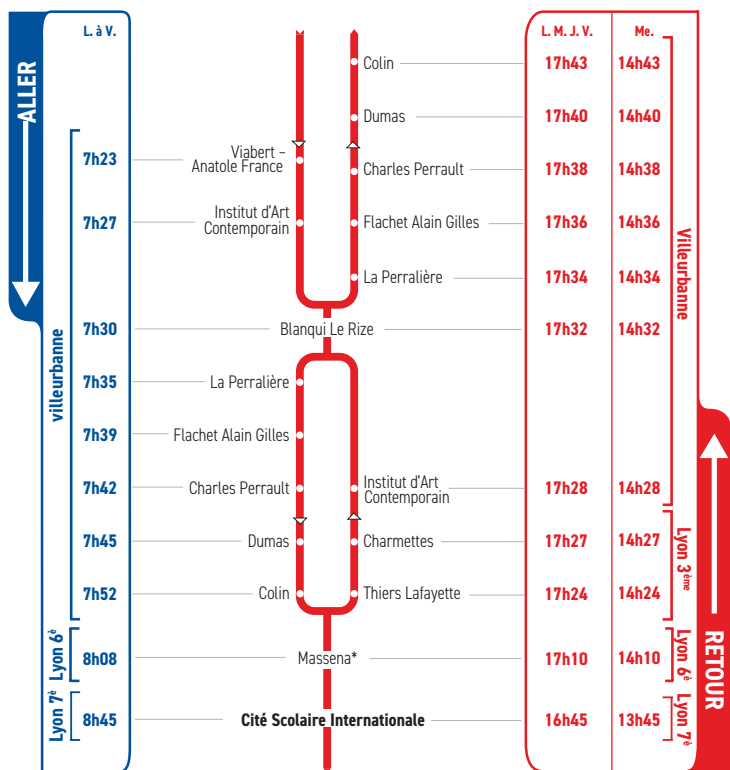 ALLER
L. à V.
L. M. J. V.
Me.
Colin
17h43
14h43
Dumas
17h40
14h40
7h23
Viabert –
Anatole France
Charles Perrault
17h38
14h38
7h27
Institut d'Art
Contemporain
Flachet Alain Gilles
17h36
14h36
La Perralière
17h34
14h34
Villeurbanne
7h30
Blanqui Le Rize
17h32
14h32
villeurbanne
7h35
La Perralière
7h39
Flachet Alain Gilles
7h42
Charles Perrault
Institut d'Art
Contemporain
17h28
14h28
7h45
Dumas
Charmettes
17h27
14h27
Lyon 3ème
7h52
Colin
Thiers Lafayette
17h24
14h24
Lyon 6è
8h08
Massena*
17h10
14h10
Lyon 6è
RETOUR
Lyon 7è
8h45
Cité Scolaire Internationale
16h45
13h45
Lyon 7è